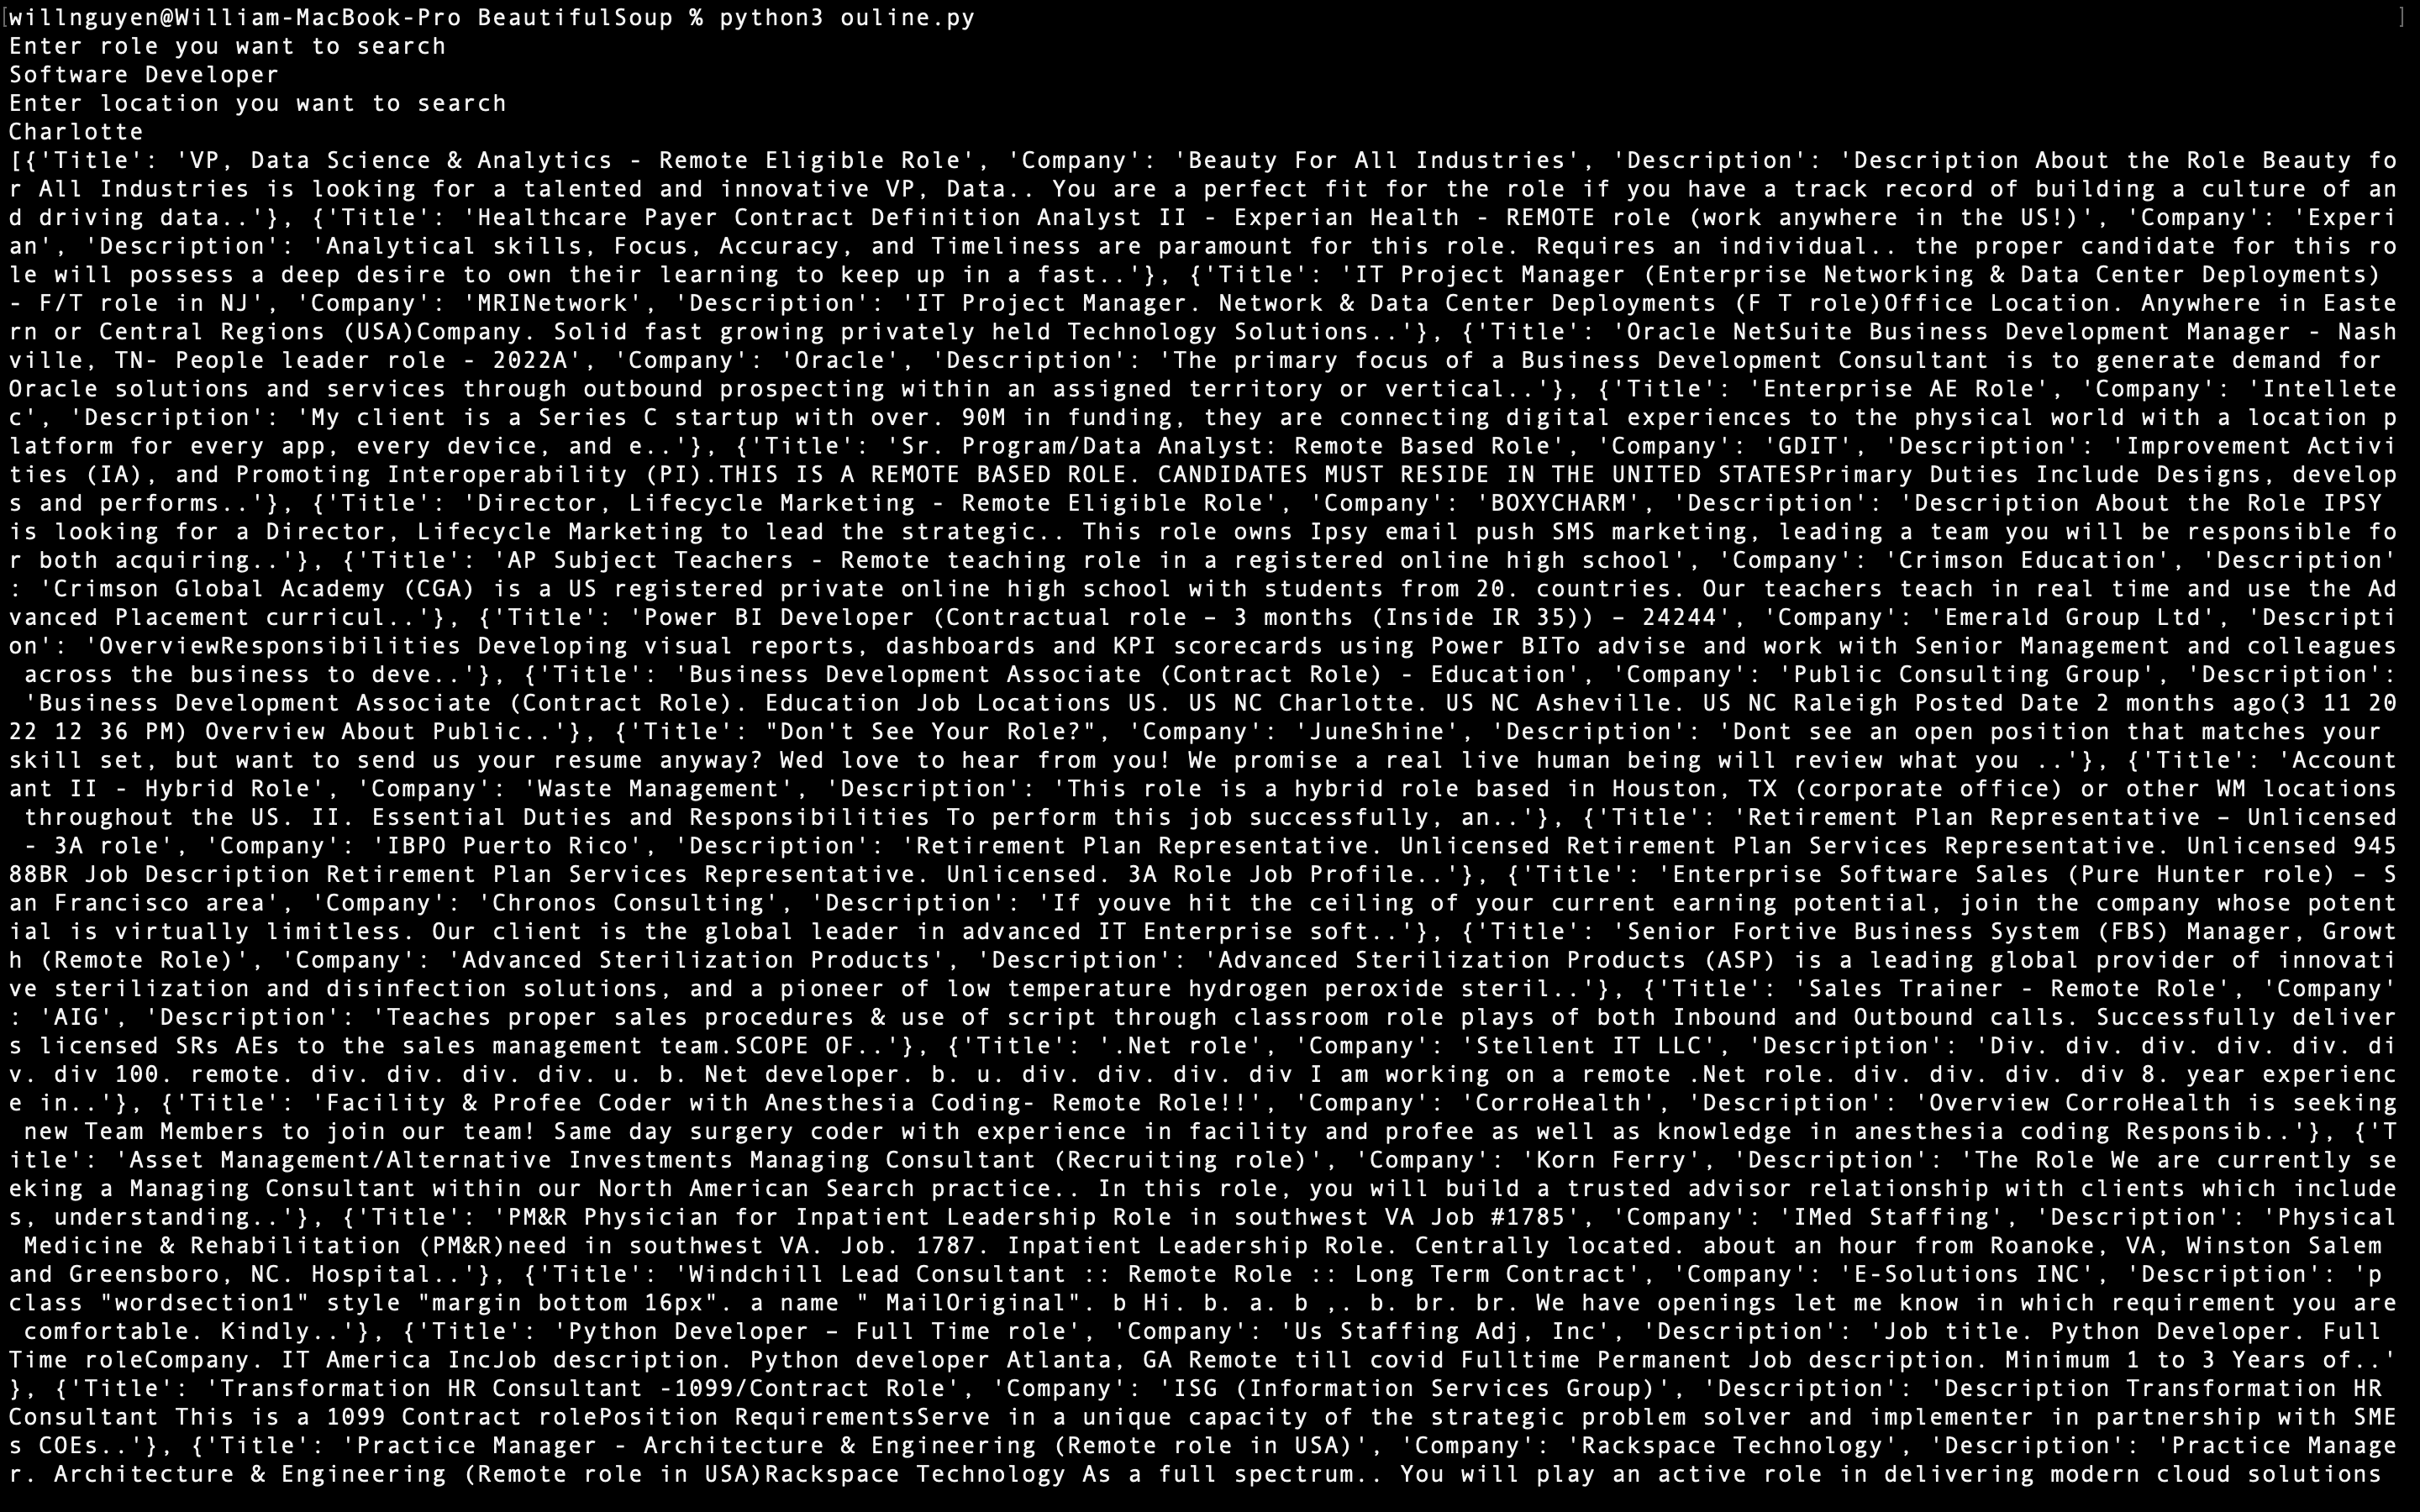 [willnguyen@William-MacBook-Pro BeautifulSoup % python3 ouline.py ]
Enter role you want to search
Software Developer
Enter location you want to search
Charlotte
[{'Title': 'VP, Data Science & Analytics - Remote Eligible Role', 'Company': 'Beauty For All Industries', 'Description': 'Description About the Role Beauty fo
r All Industries is looking for a talented and innovative VP, Data.. You are a perfect fit for the role if you have a track record of building a culture of an
d driving data..'}, {'Title': 'Healthcare Payer Contract Definition Analyst II - Experian Health - REMOTE role (work anywhere in the US!)', 'Company': 'Experi
an', 'Description': 'Analytical skills, Focus, Accuracy, and Timeliness are paramount for this role. Requires an individual.. the proper candidate for this ro
le will possess a deep desire to own their learning to keep up in a fast..'}, {'Title': 'IT Project Manager (Enterprise Networking & Data Center Deployments)
- F/T role in NJ', 'Company': 'MRINetwork', 'Description': 'IT Project Manager. Network & Data Center Deployments (F T role)Office Location. Anywhere in Easte
rn or Central Regions (USA)Company. Solid fast growing privately held Technology Solutions..'}, {'Title': 'Oracle NetSuite Business Development Manager - Nash
ville, TN- People leader role - 2022A', 'Company': 'Oracle', 'Description': 'The primary focus of a Business Development Consultant is to generate demand for
Oracle solutions and services through outbound prospecting within an assigned territory or vertical..'}, {'Title': 'Enterprise AE Role', 'Company': 'Intellete
c', 'Description': 'My client is a Series C startup with over. 90M in funding, they are connecting digital experiences to the physical world with a location p
latform for every app, every device, and e..'}, {'Title': 'Sr. Program/Data Analyst: Remote Based Role', 'Company': 'GDIT', 'Description': 'Improvement Activi
ties (IA), and Promoting Interoperability (PI).THIS IS A REMOTE BASED ROLE. CANDIDATES MUST RESIDE IN THE UNITED STATESPrimary Duties Include Designs, develop
s and performs..'}, {'Title': 'Director, Lifecycle Marketing - Remote Eligible Role', 'Company': 'BOXYCHARM', 'Description': 'Description About the Role IPSY
is looking for a Director, Lifecycle Marketing to lead the strategic.. This role owns Ipsy email push SMS marketing, leading a team you will be responsible fo
r both acquiring..'}, {'Title': 'AP Subject Teachers - Remote teaching role in a registered online high school', 'Company': 'Crimson Education', 'Description'
: 'Crimson Global Academy (CGA) is a US registered private online high school with students from 20. countries. Our teachers teach in real time and use the Ad
vanced Placement curricul..'}, {'Title': 'Power BI Developer (Contractual role – 3 months (Inside IR 35)) – 24244', 'Company': 'Emerald Group Ltd', 'Descripti
on': 'OverviewResponsibilities Developing visual reports, dashboards and KPI scorecards using Power BITo advise and work with Senior Management and colleagues
 across the business to deve..'}, {'Title': 'Business Development Associate (Contract Role) - Education', 'Company': 'Public Consulting Group', 'Description':
 'Business Development Associate (Contract Role). Education Job Locations US. US NC Charlotte. US NC Asheville. US NC Raleigh Posted Date 2 months ago(3 11 20
22 12 36 PM) Overview About Public..'}, {'Title': "Don't See Your Role?", 'Company': 'JuneShine', 'Description': 'Dont see an open position that matches your
skill set, but want to send us your resume anyway? Wed love to hear from you! We promise a real live human being will review what you ..'}, {'Title': 'Account
ant II - Hybrid Role', 'Company': 'Waste Management', 'Description': 'This role is a hybrid role based in Houston, TX (corporate office) or other WM locations
 throughout the US. II. Essential Duties and Responsibilities To perform this job successfully, an..'}, {'Title': 'Retirement Plan Representative – Unlicensed
 - 3A role', 'Company': 'IBPO Puerto Rico', 'Description': 'Retirement Plan Representative. Unlicensed Retirement Plan Services Representative. Unlicensed 945
88BR Job Description Retirement Plan Services Representative. Unlicensed. 3A Role Job Profile..'}, {'Title': 'Enterprise Software Sales (Pure Hunter role) – S
an Francisco area', 'Company': 'Chronos Consulting', 'Description': 'If youve hit the ceiling of your current earning potential, join the company whose potent
ial is virtually limitless. Our client is the global leader in advanced IT Enterprise soft..'}, {'Title': 'Senior Fortive Business System (FBS) Manager, Growt
h (Remote Role)', 'Company': 'Advanced Sterilization Products', 'Description': 'Advanced Sterilization Products (ASP) is a leading global provider of innovati
ve sterilization and disinfection solutions, and a pioneer of low temperature hydrogen peroxide steril..'}, {'Title': 'Sales Trainer - Remote Role', 'Company'
: 'AIG', 'Description': 'Teaches proper sales procedures & use of script through classroom role plays of both Inbound and Outbound calls. Successfully deliver
s licensed SRs AEs to the sales management team.SCOPE OF..'}, {'Title': '.Net role', 'Company': 'Stellent IT LLC', 'Description': 'Div. div. div. div. div. di
v. div 100. remote. div. div. div. div. u. b. Net developer. b. u. div. div. div. div I am working on a remote .Net role. div. div. div. div 8. year experienc
e in..'}, {'Title': 'Facility & Profee Coder with Anesthesia Coding- Remote Role!!', 'Company': 'CorroHealth', 'Description': 'Overview CorroHealth is seeking
 new Team Members to join our team! Same day surgery coder with experience in facility and profee as well as knowledge in anesthesia coding Responsib..'}, {'T
itle': 'Asset Management/Alternative Investments Managing Consultant (Recruiting role)', 'Company': 'Korn Ferry', 'Description': 'The Role We are currently se
eking a Managing Consultant within our North American Search practice.. In this role, you will build a trusted advisor relationship with clients which include
s, understanding..'}, {'Title': 'PM&R Physician for Inpatient Leadership Role in southwest VA Job #1785', 'Company': 'IMed Staffing', 'Description': 'Physical
 Medicine & Rehabilitation (PM&R)need in southwest VA. Job. 1787. Inpatient Leadership Role. Centrally located. about an hour from Roanoke, VA, Winston Salem
and Greensboro, NC. Hospital..'}, {'Title': 'Windchill Lead Consultant :: Remote Role :: Long Term Contract', 'Company': 'E-Solutions INC', 'Description': 'p
class "wordsection1" style "margin bottom 16px". a name " MailOriginal". b Hi. b. a. b ,. b. br. br. We have openings let me know in which requirement you are
 comfortable. Kindly..'}, {'Title': 'Python Developer – Full Time role', 'Company': 'Us Staffing Adj, Inc', 'Description': 'Job title. Python Developer. Full
Time roleCompany. IT America IncJob description. Python developer Atlanta, GA Remote till covid Fulltime Permanent Job description. Minimum 1 to 3 Years of..'
}, {'Title': 'Transformation HR Consultant -1099/Contract Role', 'Company': 'ISG (Information Services Group)', 'Description': 'Description Transformation HR
Consultant This is a 1099 Contract rolePosition RequirementsServe in a unique capacity of the strategic problem solver and implementer in partnership with SME
s COEs..'}, {'Title': 'Practice Manager - Architecture & Engineering (Remote role in USA)', 'Company': 'Rackspace Technology', 'Description': 'Practice Manage
r. Architecture & Engineering (Remote role in USA)Rackspace Technology As a full spectrum.. You will play an active role in delivering modern cloud solutions